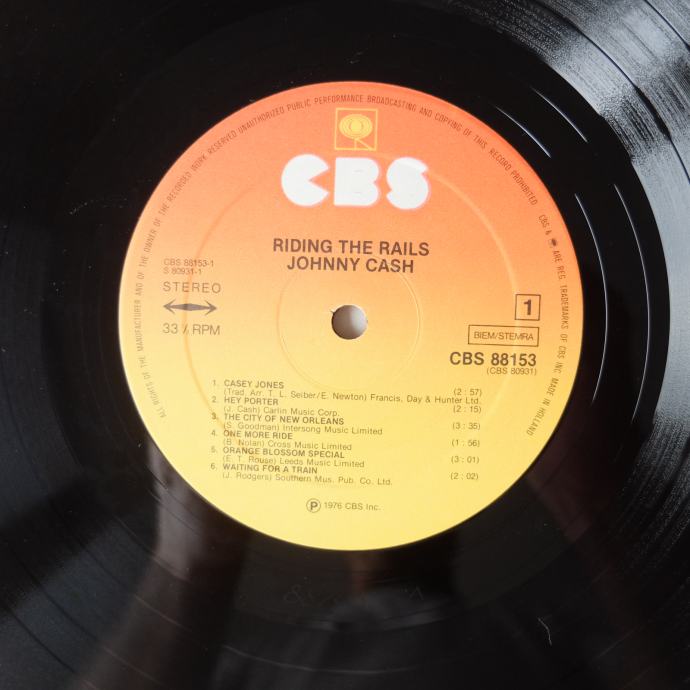 ALL RIGHTS OF THE MANUFACTURER AND OF THE OWNER OF THE RECORDED WORK RESERVED UNAUTHORIZED PUBLIC PERFORMANCE BROADCASTING AND COPYING OF THIS RECORD PROHIBITED
CBS & ARE REG. TRADEMARKS OF CBS INC. MADE IN HOLLAND
CBS
RIDING THE RAILS
JOHNNY CASH
CBS 88153-1
S 80931-1
STEREO
33 / RPM
1
BIEM/STEMRA
CBS 88153
(CBS 80931)
1. CASEY JONES
(Trad. Arr. T. L. Seiber/E. Newton) Francis, Day & Hunter Ltd. (2 : 57)
2. HEY PORTER
(J. Cash) Carlin Music Corp. (2 : 15)
3. THE CITY OF NEW ORLEANS
(S. Goodman) Intersong Music Limited (3 : 35)
4. ONE MORE RIDE
(B. Nolan) Cross Music Limited (1 : 56)
5. ORANGE BLOSSOM SPECIAL
(E. T. Rouse) Leeds Music Limited (3 : 01)
6. WAITING FOR A TRAIN
(J. Rodgers) Southern Mus. Pub. Co. Ltd. (2 : 02)
Ⓟ 1976 CBS Inc.